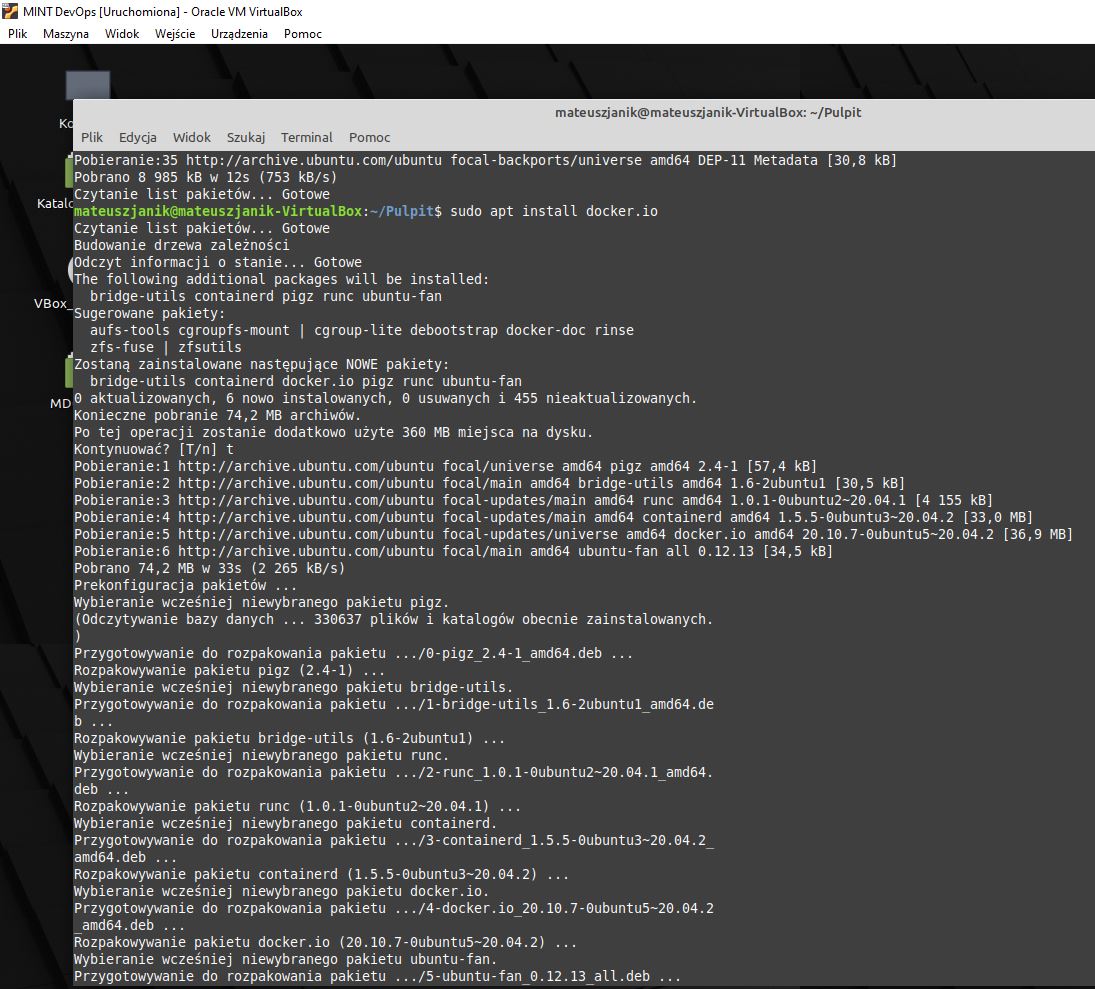 MINT DevOps [Uruchomiona] - Oracle VM VirtualBox
Plik Maszyna Widok Wejście Urządzenia Pomoc
mateuszjanik@mateuszjanik-VirtualBox: ~/Pulpit
Plik Edycja Widok Szukaj Terminal Pomoc
Pobieranie:35 http://archive.ubuntu.com/ubuntu focal-backports/universe amd64 DEP-11 Metadata [30,8 kB]
Pobrano 8 985 kB w 12s (753 kB/s)
Czytanie list pakietów... Gotowe
mateuszjanik@mateuszjanik-VirtualBox:~/Pulpit$ sudo apt install docker.io
Czytanie list pakietów... Gotowe
Budowanie drzewa zależności
Odczyt informacji o stanie... Gotowe
The following additional packages will be installed:
  bridge-utils containerd pigz runc ubuntu-fan
Sugerowane pakiety:
  aufs-tools cgroupfs-mount | cgroup-lite debootstrap docker-doc rinse
  zfs-fuse | zfsutils
Zostaną zainstalowane następujące NOWE pakiety:
  bridge-utils containerd docker.io pigz runc ubuntu-fan
0 aktualizowanych, 6 nowo instalowanych, 0 usuwanych i 455 nieaktualizowanych.
Konieczne pobranie 74,2 MB archiwów.
Po tej operacji zostanie dodatkowo użyte 360 MB miejsca na dysku.
Kontynuować? [T/n] t
Pobieranie:1 http://archive.ubuntu.com/ubuntu focal/universe amd64 pigz amd64 2.4-1 [57,4 kB]
Pobieranie:2 http://archive.ubuntu.com/ubuntu focal/main amd64 bridge-utils amd64 1.6-2ubuntu1 [30,5 kB]
Pobieranie:3 http://archive.ubuntu.com/ubuntu focal-updates/main amd64 runc amd64 1.0.1-0ubuntu2~20.04.1 [4 155 kB]
Pobieranie:4 http://archive.ubuntu.com/ubuntu focal-updates/main amd64 containerd amd64 1.5.5-0ubuntu3~20.04.2 [33,0 MB]
Pobieranie:5 http://archive.ubuntu.com/ubuntu focal-updates/universe amd64 docker.io amd64 20.10.7-0ubuntu5~20.04.2 [36,9 MB]
Pobieranie:6 http://archive.ubuntu.com/ubuntu focal/main amd64 ubuntu-fan all 0.12.13 [34,5 kB]
Pobrano 74,2 MB w 33s (2 265 kB/s)
Prekonfiguracja pakietów ...
Wybieranie wcześniej niewybranego pakietu pigz.
(Odczytywanie bazy danych ... 330637 plików i katalogów obecnie zainstalowanych.
)
Przygotowywanie do rozpakowania pakietu .../0-pigz_2.4-1_amd64.deb ...
Rozpakowywanie pakietu pigz (2.4-1) ...
Wybieranie wcześniej niewybranego pakietu bridge-utils.
Przygotowywanie do rozpakowania pakietu .../1-bridge-utils_1.6-2ubuntu1_amd64.de
b ...
Rozpakowywanie pakietu bridge-utils (1.6-2ubuntu1) ...
Wybieranie wcześniej niewybranego pakietu runc.
Przygotowywanie do rozpakowania pakietu .../2-runc_1.0.1-0ubuntu2~20.04.1_amd64.
deb ...
Rozpakowywanie pakietu runc (1.0.1-0ubuntu2~20.04.1) ...
Wybieranie wcześniej niewybranego pakietu containerd.
Przygotowywanie do rozpakowania pakietu .../3-containerd_1.5.5-0ubuntu3~20.04.2_
amd64.deb ...
Rozpakowywanie pakietu containerd (1.5.5-0ubuntu3~20.04.2) ...
Wybieranie wcześniej niewybranego pakietu docker.io.
Przygotowywanie do rozpakowania pakietu .../4-docker.io_20.10.7-0ubuntu5~20.04.2
_amd64.deb ...
Rozpakowywanie pakietu docker.io (20.10.7-0ubuntu5~20.04.2) ...
Wybieranie wcześniej niewybranego pakietu ubuntu-fan.
Przygotowywanie do rozpakowania pakietu .../5-ubuntu-fan_0.12.13_all.deb ...